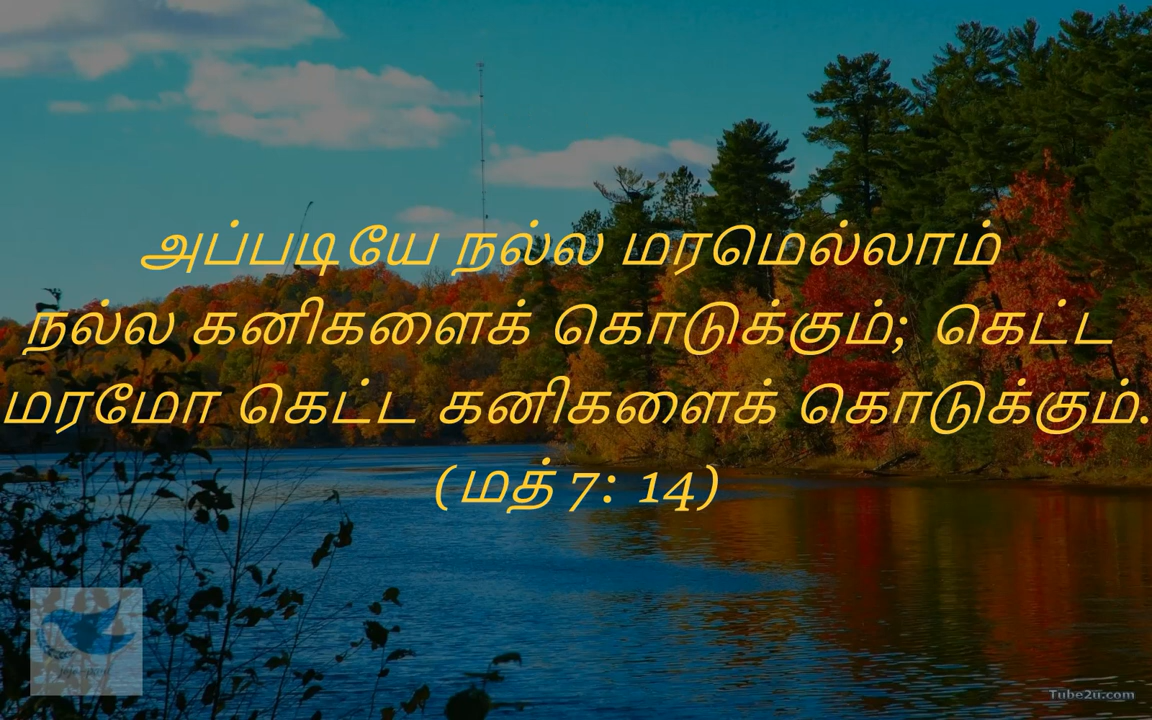 அப்படியே நல்ல மரமெல்லாம்
நல்ல கனிகளைக் கொடுக்கும்; கெட்ட
மரமோ கெட்ட கனிகளைக் கொடுக்கும்.
(மத் 7: 14)
Tube2u.com